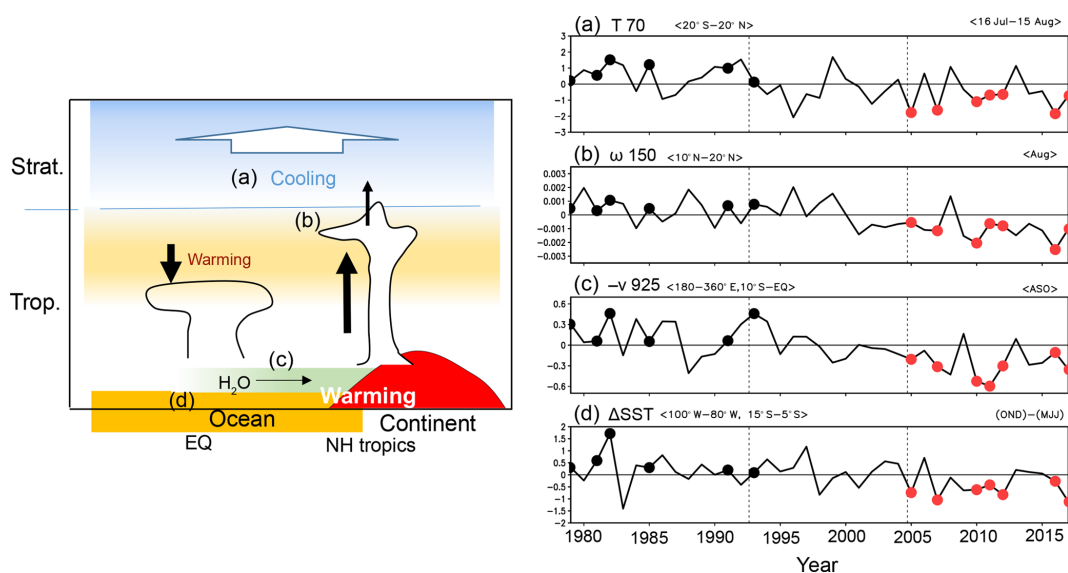 Strat.
(a)
Cooling
(b)
Warming
Trop.
(c)
H2O
Warming
(d)
Ocean
Continent
EQ
NH tropics
(a) T 70 <20°S−20°N> <16 Jul−15 Aug>
3
2
1
0
−1
−2
−3
(b) ω 150 <10°N−20°N> <Aug>
0.003
0.002
0.001
0
−0.001
−0.002
−0.003
(c) −v 925 <180−360°E,10°S−EQ> <ASO>
0.6
0.3
0
−0.3
−0.6
(d) ΔSST <100°W−80°W, 15°S−5°S> (OND)−(MJJ)
2
1.5
1
0.5
0
−0.5
−1
−1.5
−2
1980 1985 1990 1995 2000 2005 2010 2015
Year